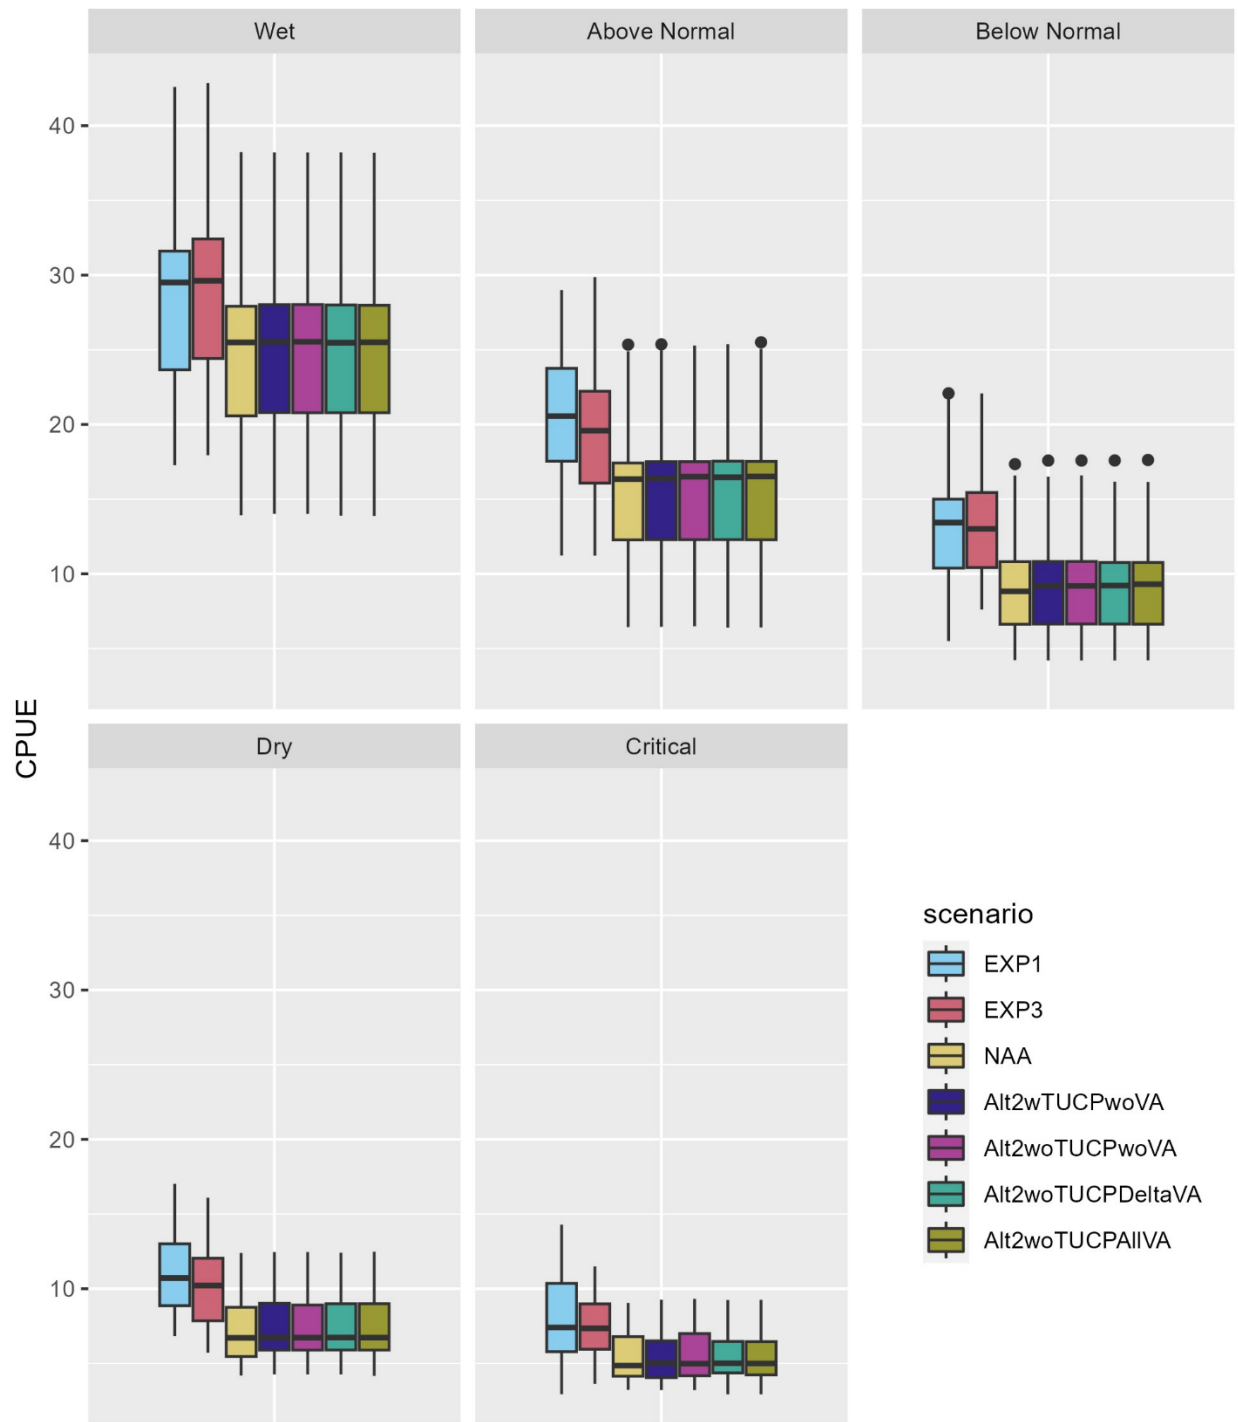 Wet
Above Normal
Below Normal
40
30
20
10
CPUE
Dry
Critical
40
30
20
10
scenario
EXP1
EXP3
NAA
Alt2wTUCPwoVA
Alt2woTUCPwoVA
Alt2woTUCPDeltaVA
Alt2woTUCPAllVA